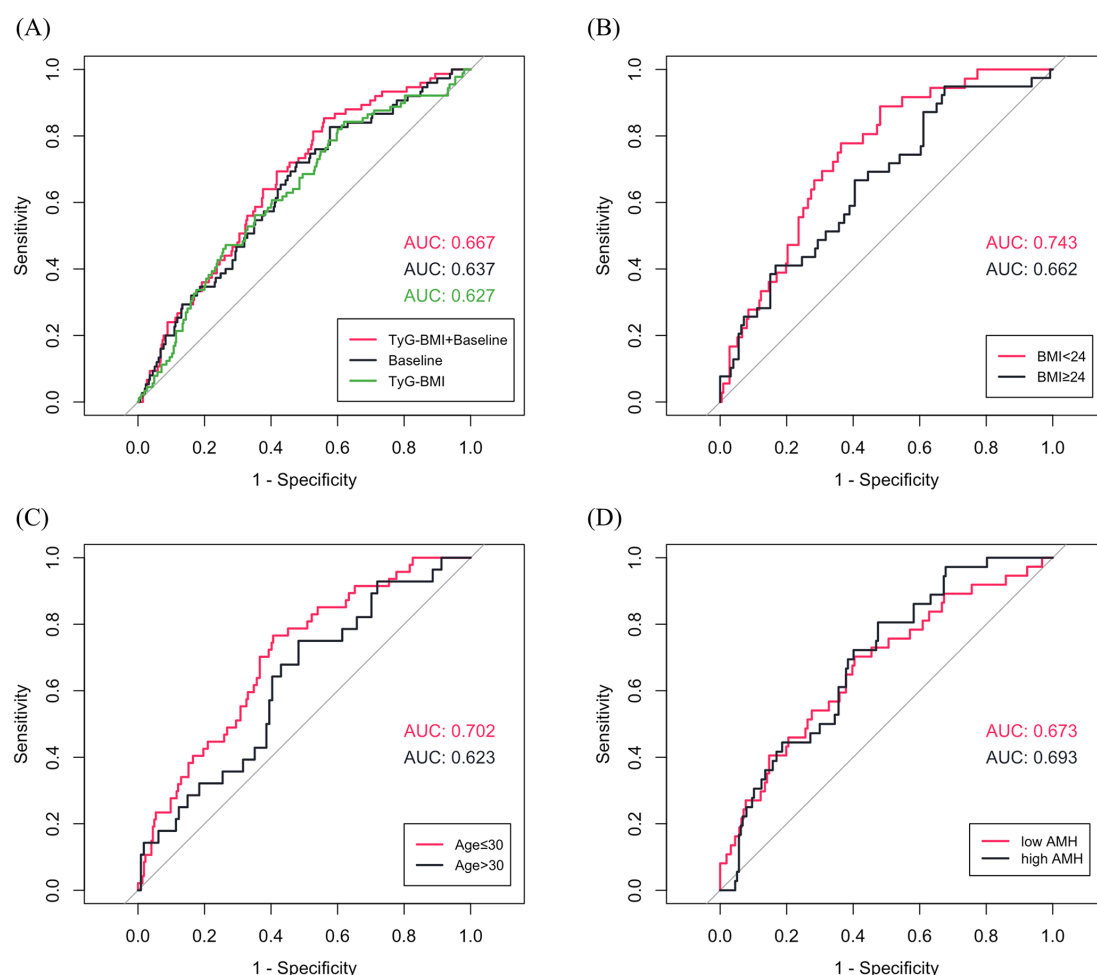 (A)
1.0
0.8
0.6
0.4
0.2
0.0
Sensitivity
AUC: 0.667
AUC: 0.637
AUC: 0.627
TyG-BMI+Baseline
Baseline
TyG-BMI
0.0 0.2 0.4 0.6 0.8 1.0
1 - Specificity
(B)
1.0
0.8
0.6
0.4
0.2
0.0
Sensitivity
AUC: 0.743
AUC: 0.662
BMI<24
BMI≥24
0.0 0.2 0.4 0.6 0.8 1.0
1 - Specificity
(C)
1.0
0.8
0.6
0.4
0.2
0.0
Sensitivity
AUC: 0.702
AUC: 0.623
Age≤30
Age>30
0.0 0.2 0.4 0.6 0.8 1.0
1 - Specificity
(D)
1.0
0.8
0.6
0.4
0.2
0.0
Sensitivity
AUC: 0.673
AUC: 0.693
low AMH
high AMH
0.0 0.2 0.4 0.6 0.8 1.0
1 - Specificity